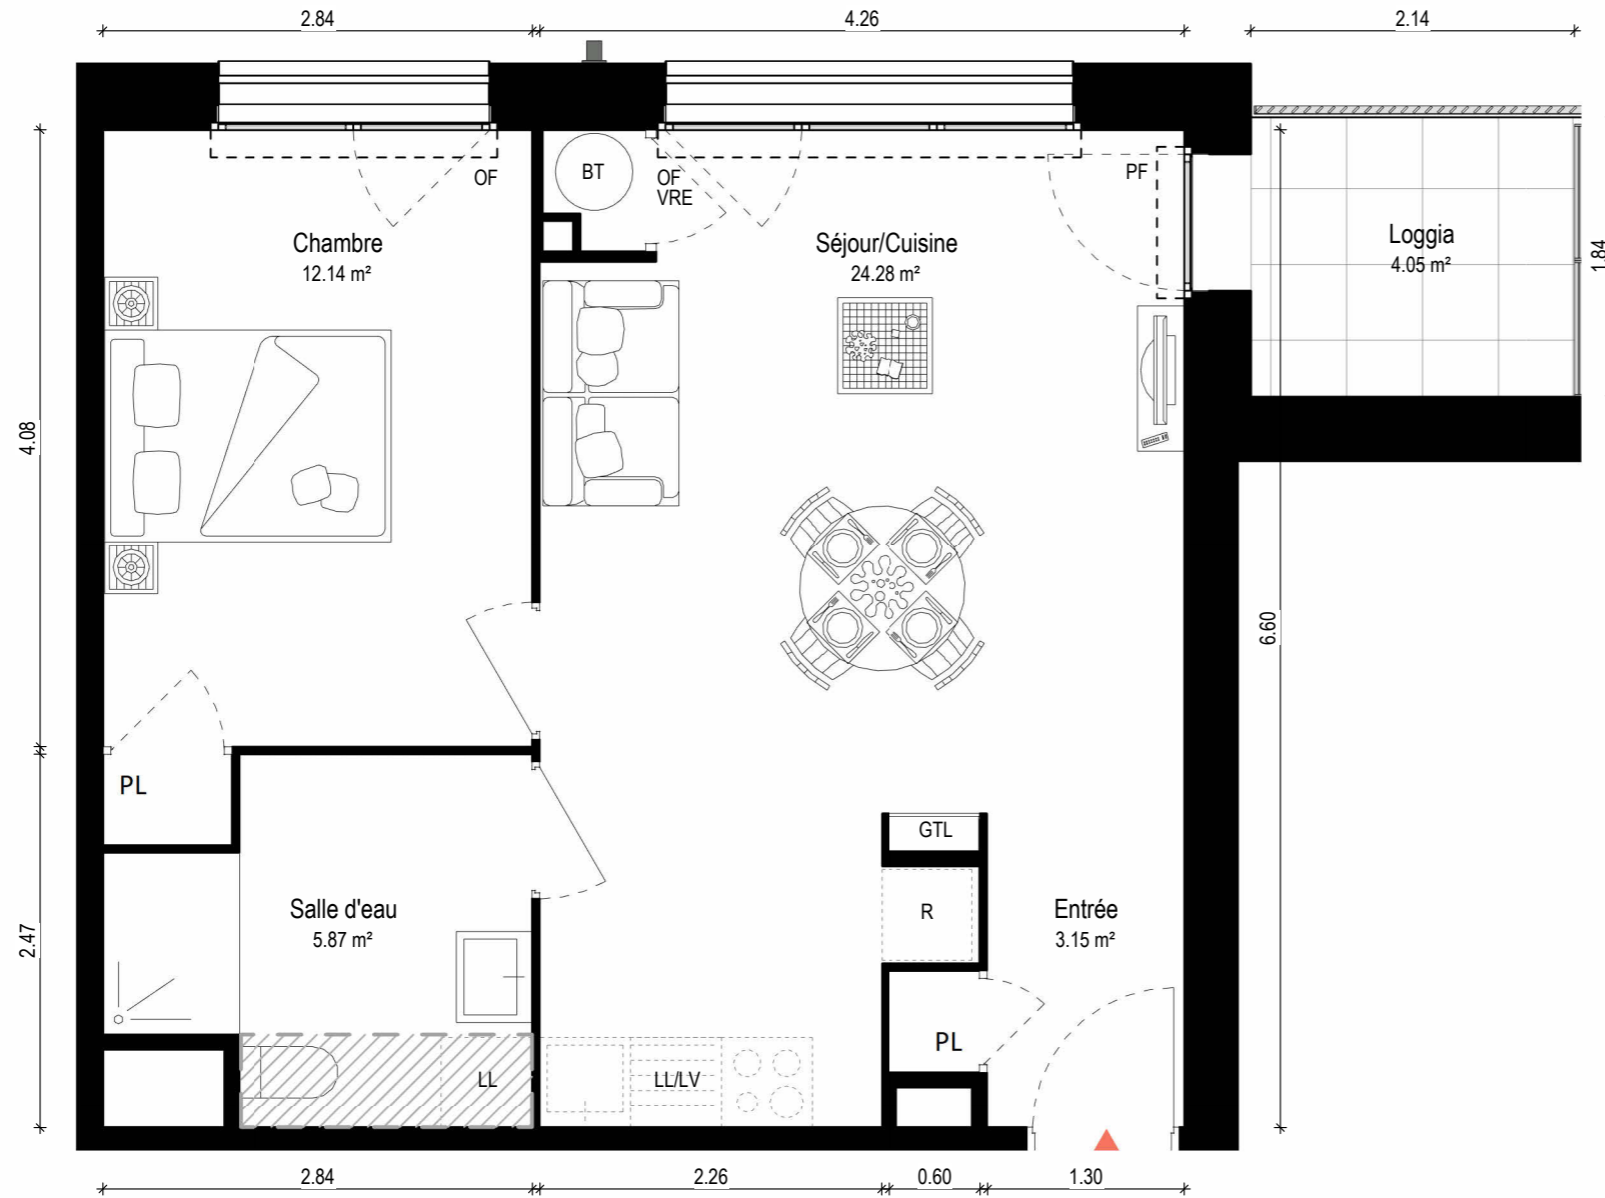 2.84
4.26
2.14
BT
OF
OF
VRE
PF
Chambre
12.14 m²
Séjour/Cuisine
24.28 m²
Loggia
4.05 m²
1.84
4.08
6.60
PL
GTL
R
Salle d'eau
5.87 m²
Entrée
3.15 m²
2.47
PL
LL
LL/LV
2.84
2.26
0.60
1.30